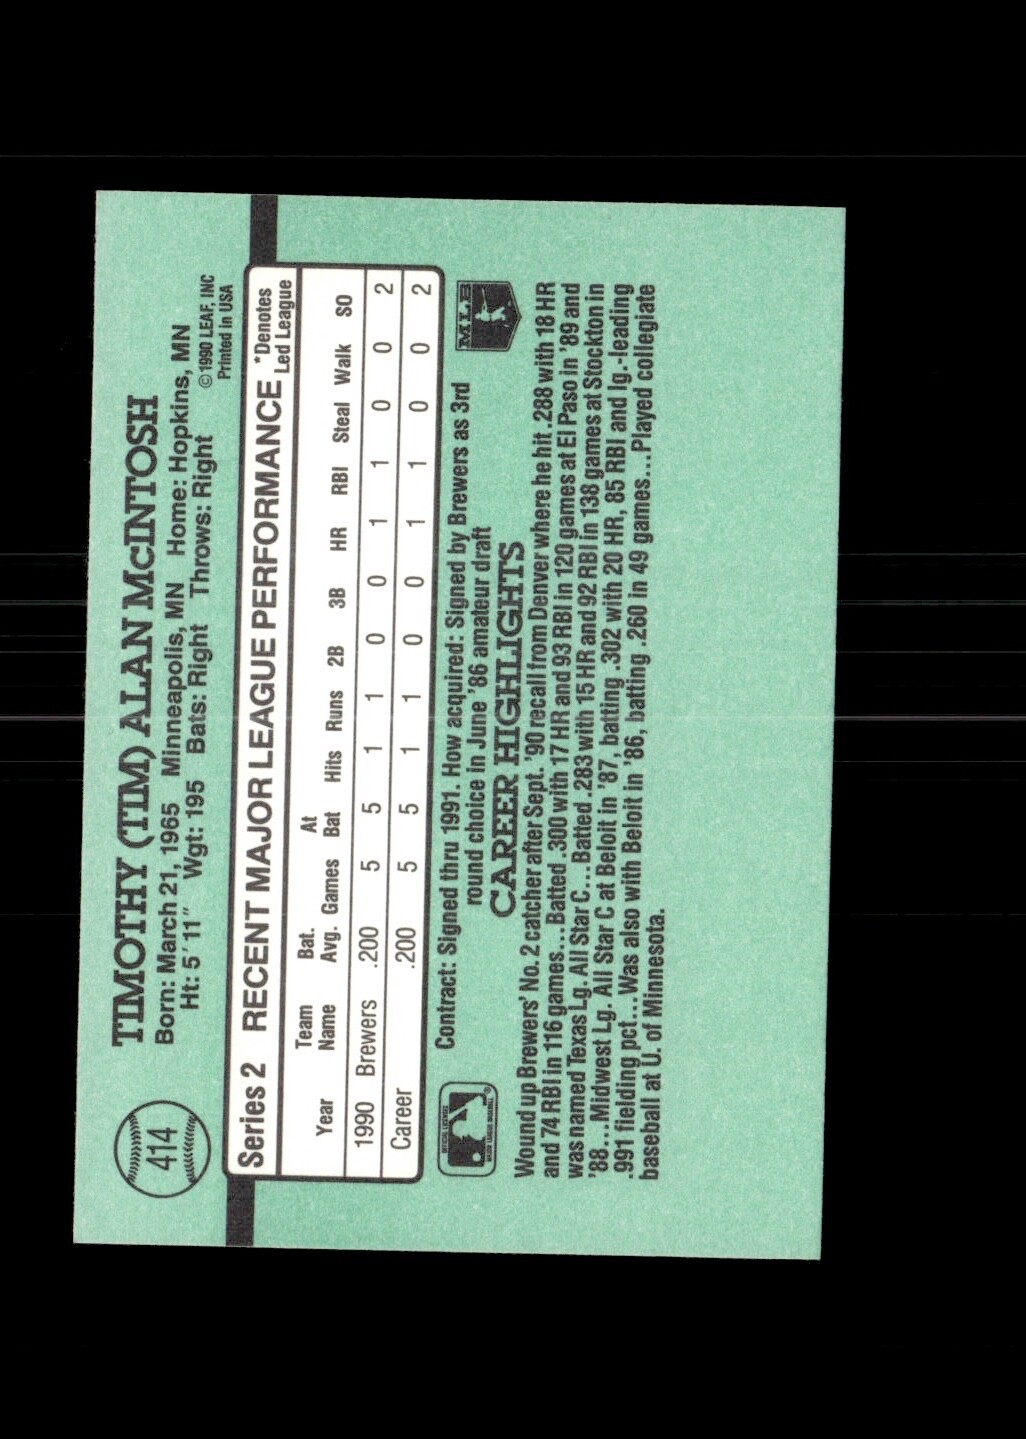 414
TIMOTHY (TIM) ALAN McINTOSH
Born: March 21, 1965 Minneapolis, MN Home: Hopkins, MN
Ht: 5' 11" Wgt: 195 Bats: Right Throws: Right
©1990 LEAF, INC
Printed in USA
Series 2 RECENT MAJOR LEAGUE PERFORMANCE *Denotes Led League
Year Team Name Bat. Avg. Games At Bat Hits Runs 2B 3B HR RBI Steal Walk SO
1990 Brewers .200 5 5 1 1 0 0 1 1 0 0 2
Career .200 5 5 1 1 0 0 1 1 0 0 2
Contract: Signed thru 1991. How acquired: Signed by Brewers as 3rd
round choice in June '86 amateur draft
MLB
CAREER HIGHLIGHTS
Wound up Brewers' No. 2 catcher after Sept. '90 recall from Denver where he hit .288 with 18 HR
and 74 RBI in 116 games...Batted .300 with 17 HR and 93 RBI in 120 games at El Paso in '89 and
was named Texas Lg. All Star C...Batted .283 with 15 HR and 92 RBI in 138 games at Stockton in
'88...Midwest Lg. All Star C at Beloit in '87, batting .302 with 20 HR, 85 RBI and lg.-leading
.991 fielding pct...Was also with Beloit in '86, batting .260 in 49 games...Played collegiate
baseball at U. of Minnesota.